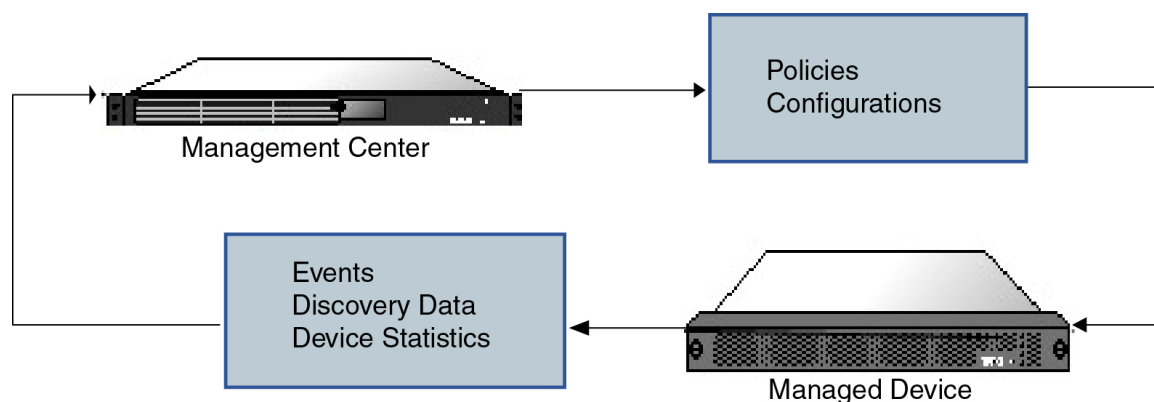 Policies
Configurations
Management Center
Events
Discovery Data
Device Statistics
Managed Device